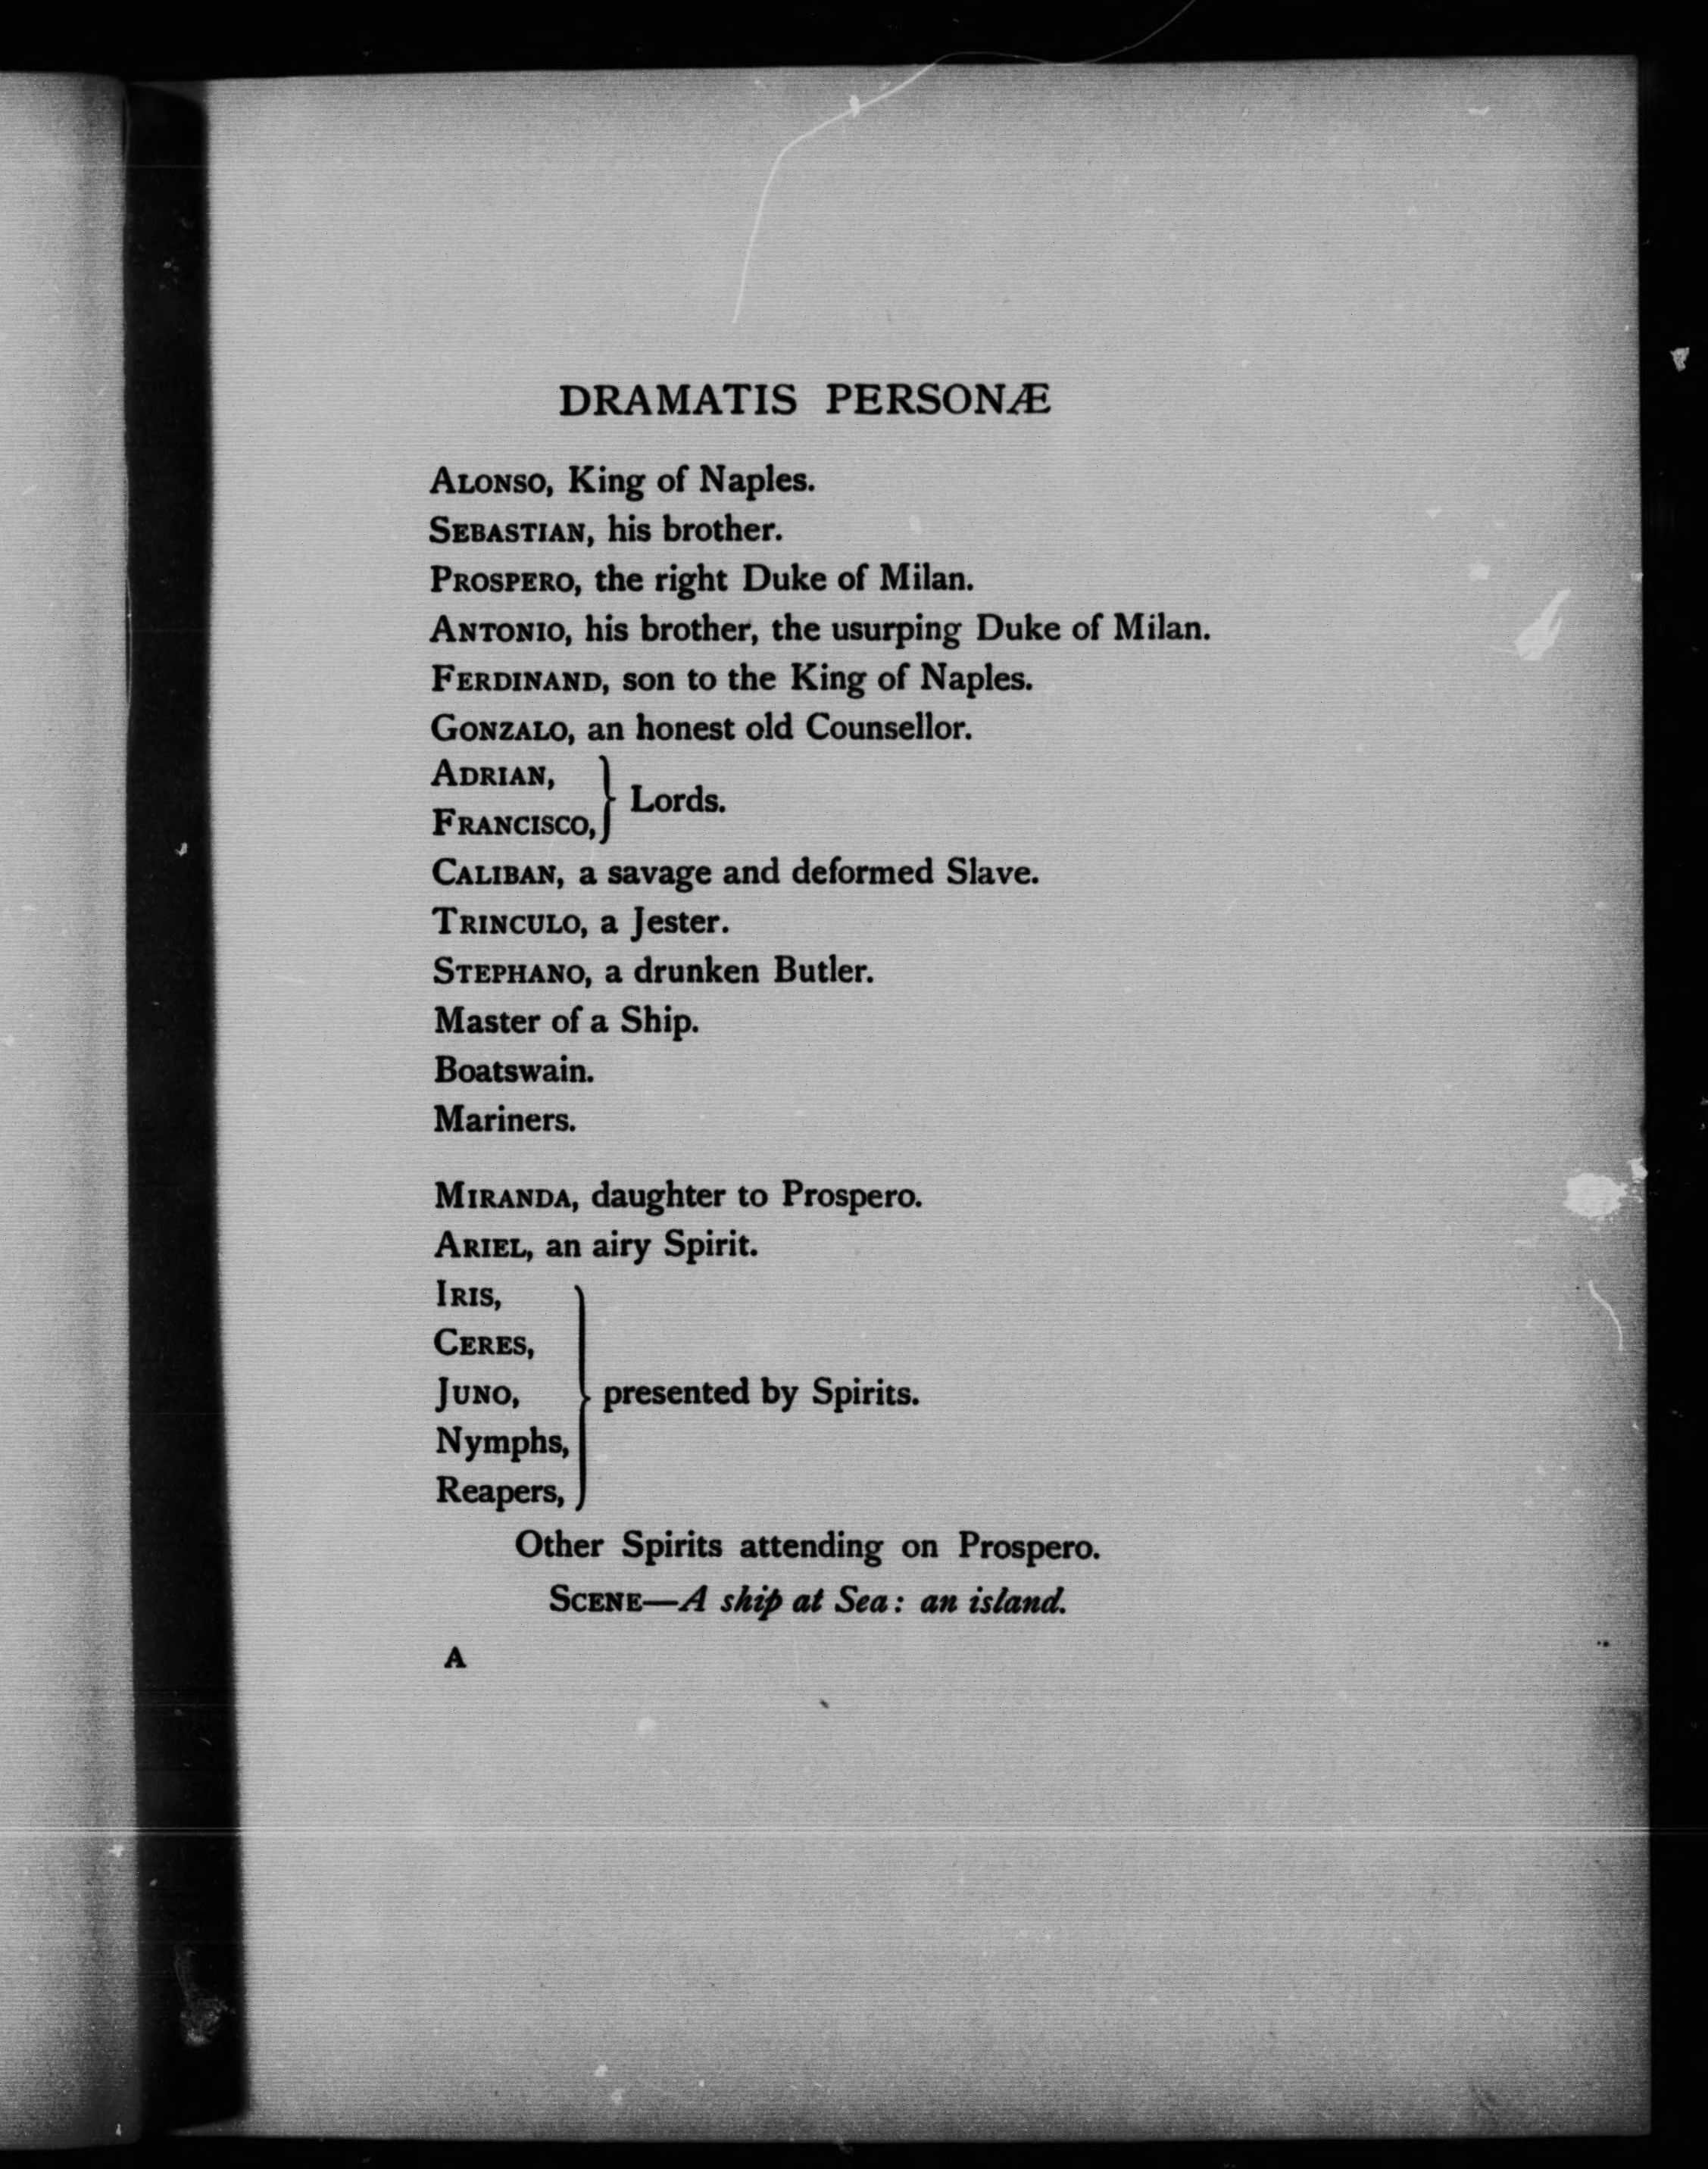 DRAMATIS PERSONÆ
ALONSO, King of Naples.
SEBASTIAN, his brother.
PROSPERO, the right Duke of Milan.
ANTONIO, his brother, the usurping Duke of Milan.
FERDINAND, son to the King of Naples.
GONZALO, an honest old Counsellor.
ADRIAN,
FRANCISCO, } Lords.
CALIBAN, a savage and deformed Slave.
TRINCULO, a Jester.
STEPHANO, a drunken Butler.
Master of a Ship.
Boatswain.
Mariners.
MIRANDA, daughter to Prospero.
ARIEL, an airy Spirit.
IRIS,
CERES,
JUNO, } presented by Spirits.
Nymphs,
Reapers,
Other Spirits attending on Prospero.
SCENE—A ship at Sea: an island.
A